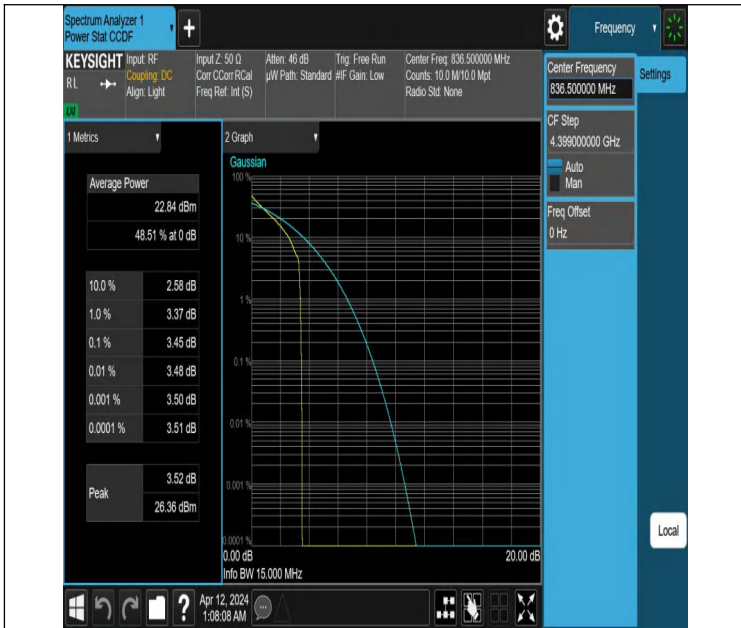 Spectrum Analyzer 1
Power Stat CCDF
Frequency
KEYSIGHT
RL
LXI
Input: RF
Coupling: DC
Align: Light
Input Z: 50 Ω
Corr CCorr RCal
Freq Ref: Int (S)
Atten: 46 dB
µW Path: Standard
Trig: Free Run
#IF Gain: Low
Center Freq: 836.500000 MHz
Counts: 10.0 M/10.0 Mpt
Radio Std: None
Center Frequency
836.500000 MHz
Settings
CF Step
4.399000000 GHz
Auto
Man
Freq Offset
0 Hz
1 Metrics
Average Power
22.84 dBm
48.51 % at 0 dB
10.0 % 2.58 dB
1.0 % 3.37 dB
0.1 % 3.45 dB
0.01 % 3.48 dB
0.001 % 3.50 dB
0.0001 % 3.51 dB
Peak
3.52 dB
26.36 dBm
2 Graph
Gaussian
100 %
10 %
1 %
0.1 %
0.01 %
0.001 %
0.0001 %
0.00 dB
20.00 dB
Info BW 15.000 MHz
Local
?
Apr 12, 2024
1:08:08 AM